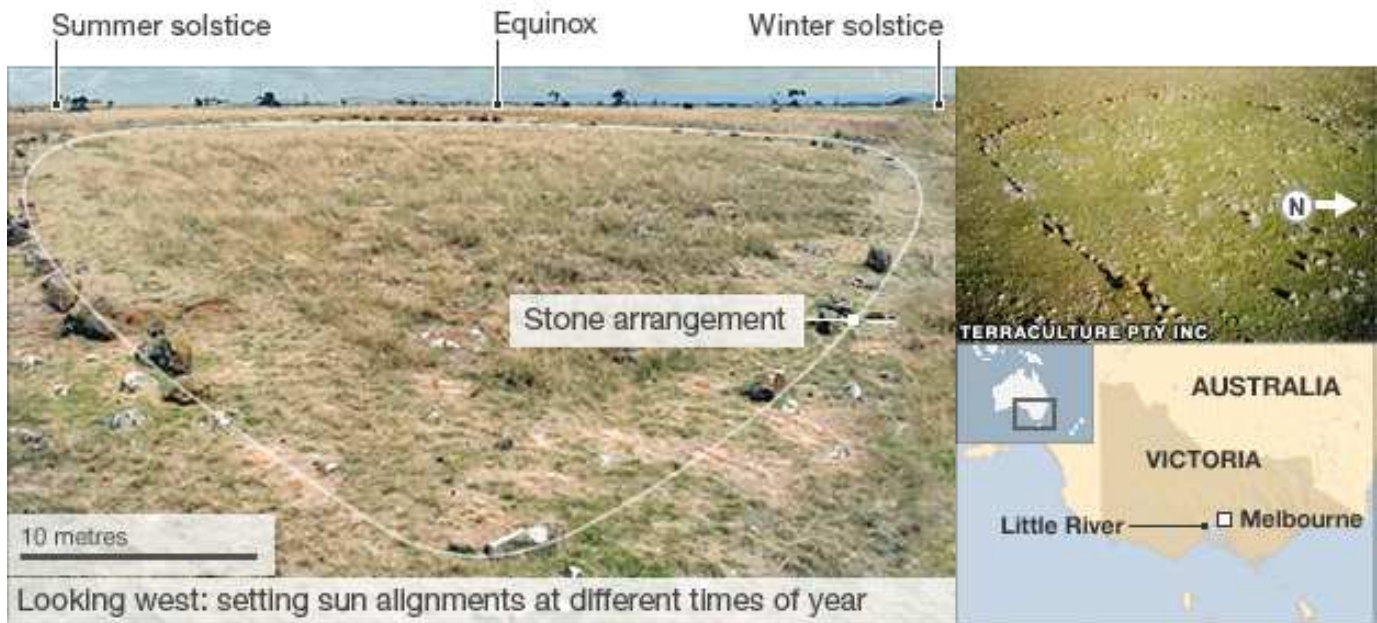 Summer solstice
Equinox
Winter solstice
Stone arrangement
10 metres
Looking west: setting sun alignments at different times of year
N
TERRACULTURE PTY INC
AUSTRALIA
VICTORIA
Little River
Melbourne